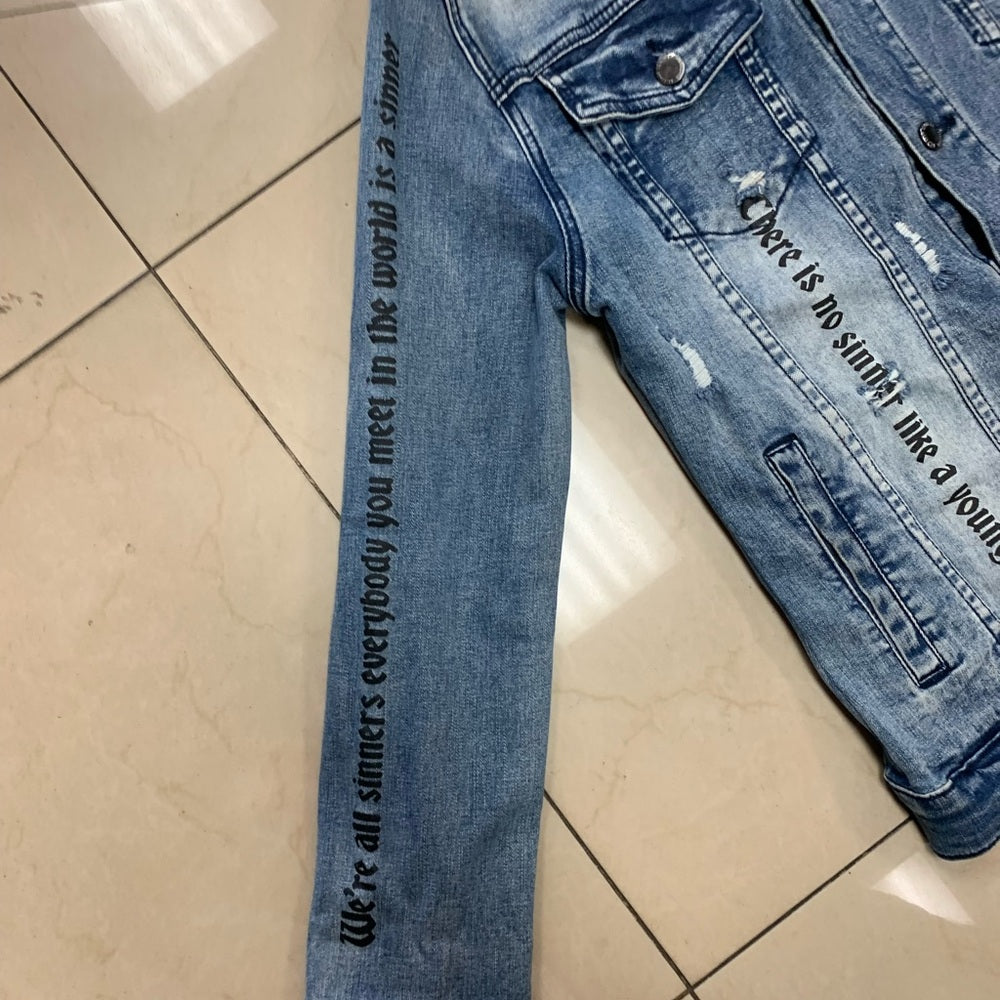 We're all sinners everybody you meet in the world is a sinner
There is no sinner like a young